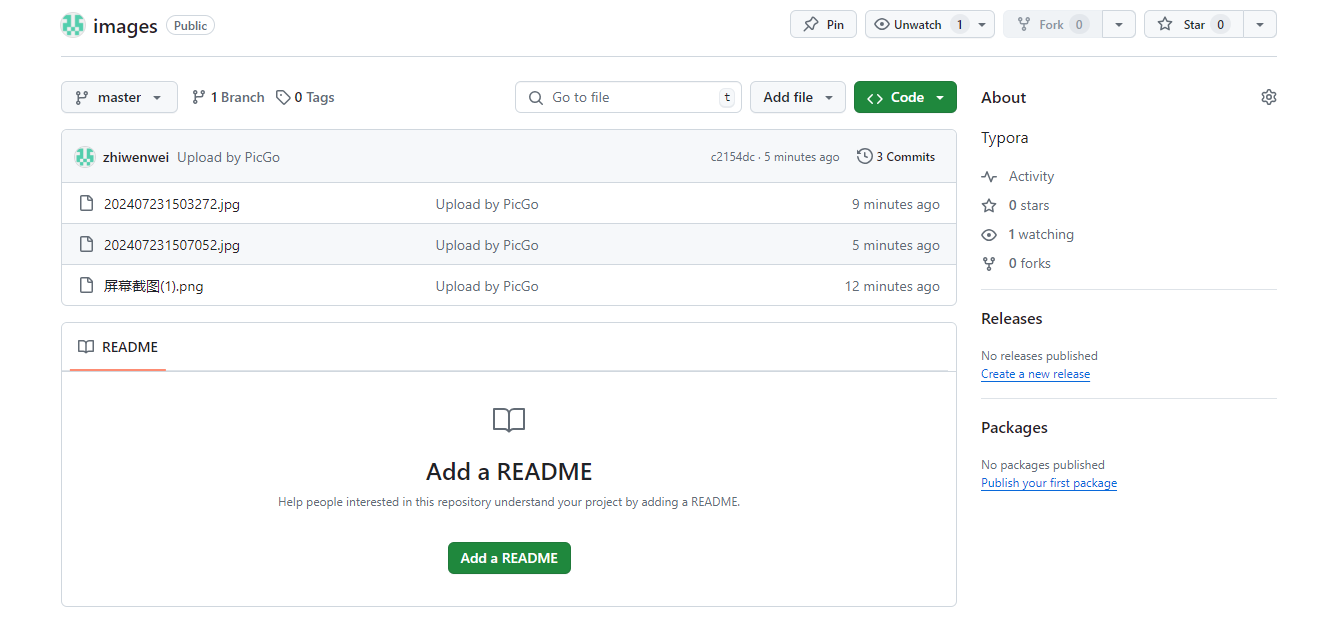 images Public Pin Unwatch 1 Fork 0 Star 0
master 1 Branch 0 Tags Go to file t Add file Code
zhiwenwei Upload by PicGo c2154dc · 5 minutes ago 3 Commits
202407231503272.jpg Upload by PicGo 9 minutes ago
202407231507052.jpg Upload by PicGo 5 minutes ago
屏幕截图(1).png Upload by PicGo 12 minutes ago
README
Add a README
Help people interested in this repository understand your project by adding a README.
Add a README
About
Typora
Activity
0 stars
1 watching
0 forks
Releases
No releases published
Create a new release
Packages
No packages published
Publish your first package